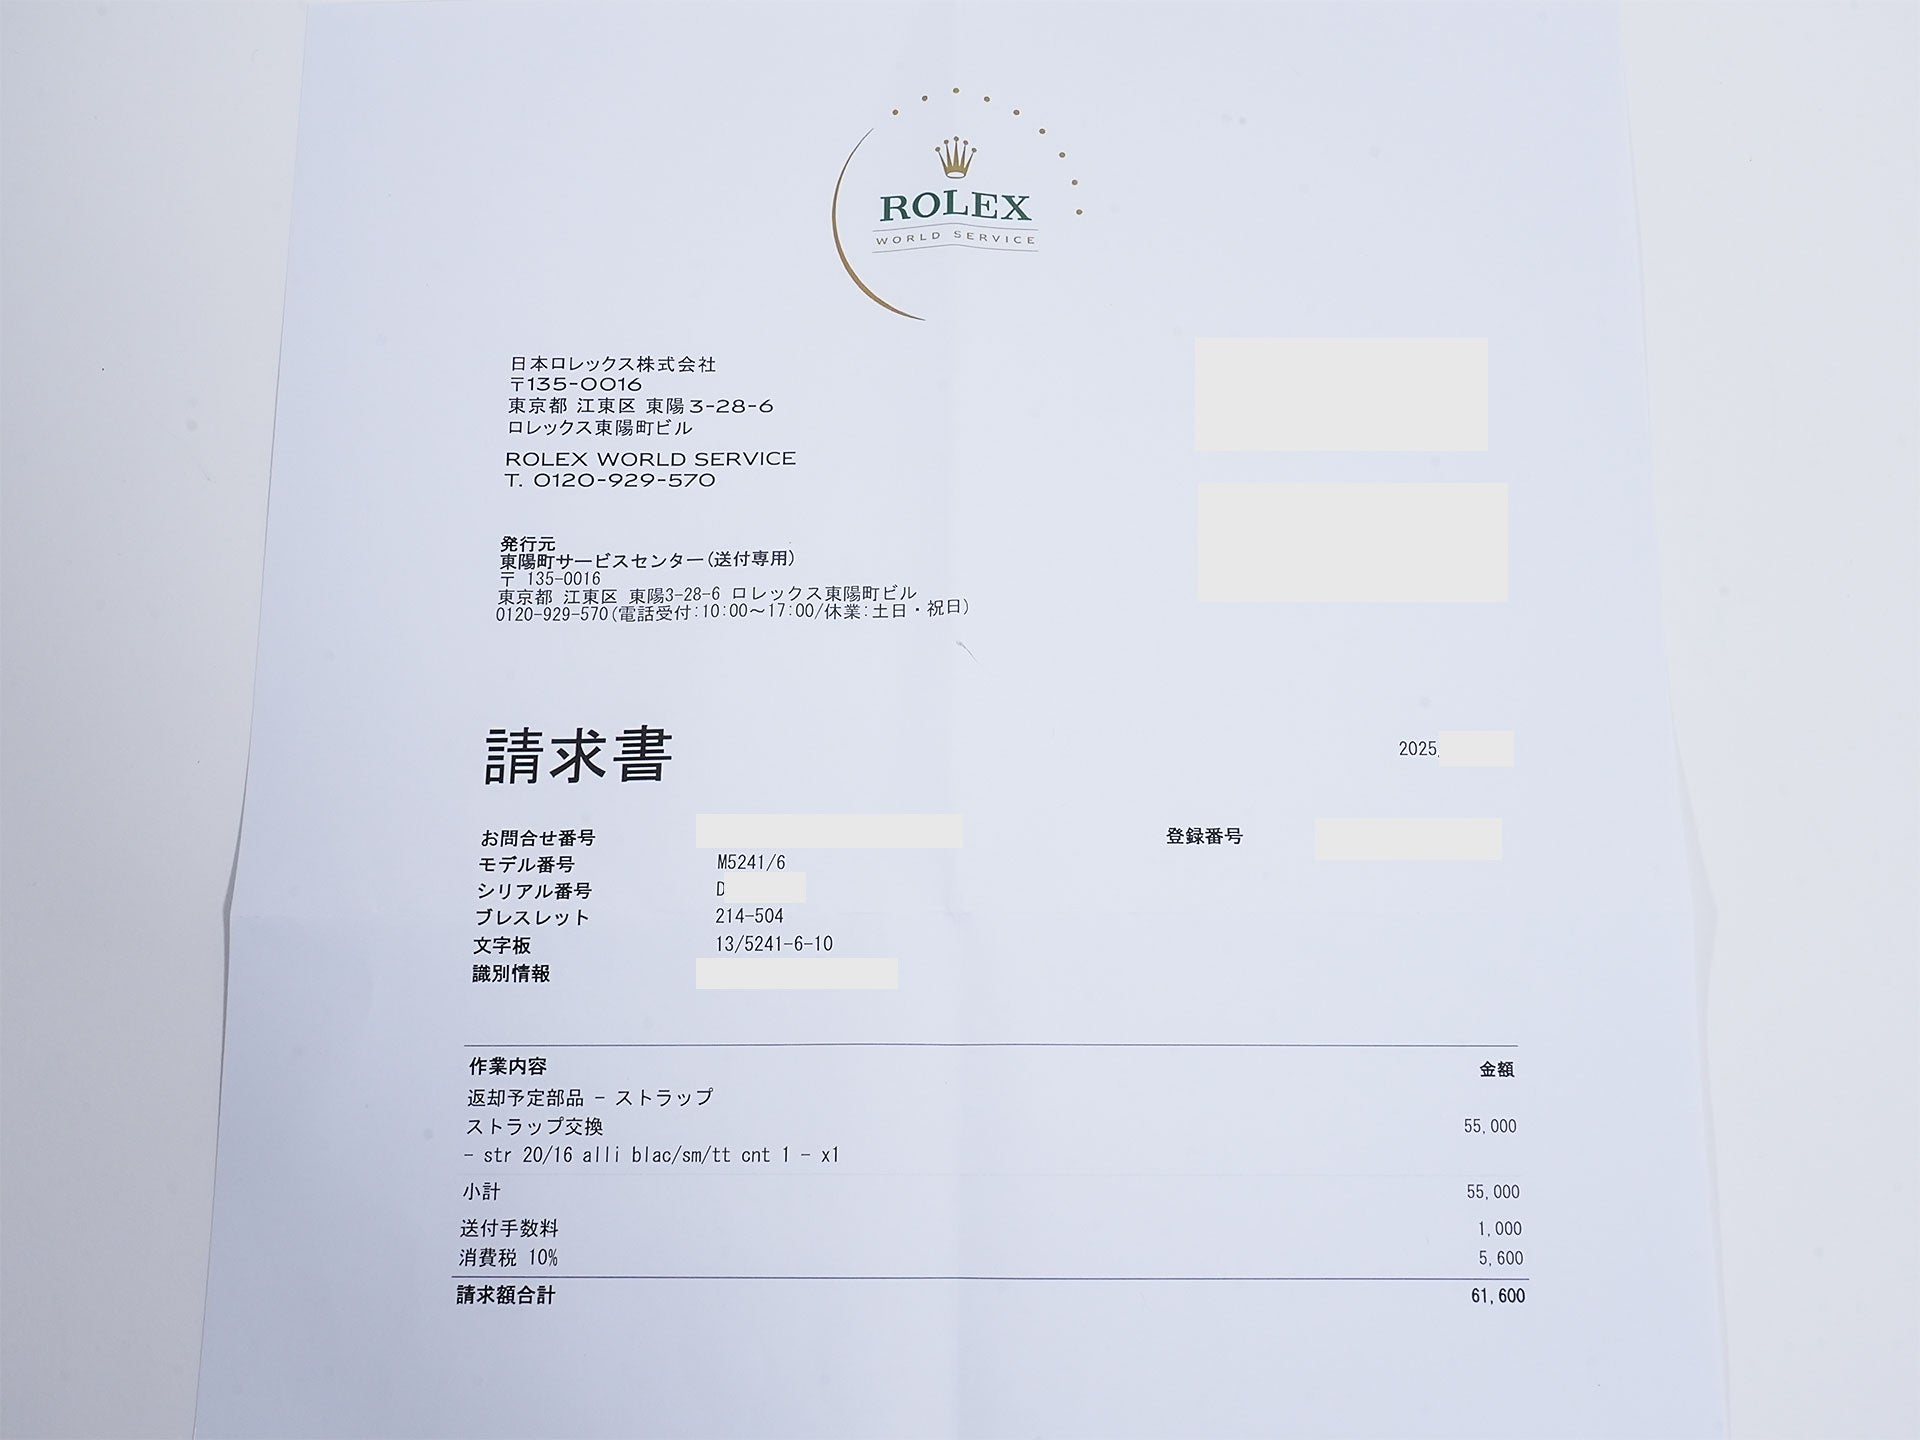 ROLEX
WORLD SERVICE
日本ロレックス株式会社
〒135-0016
東京都 江東区 東陽3-28-6
ロレックス東陽町ビル
ROLEX WORLD SERVICE
T. 0120-929-570
発行元
東陽町サービスセンター(送付専用)
〒 135-0016
東京都 江東区 東陽3-28-6 ロレックス東陽町ビル
0120-929-570(電話受付:10:00～17:00/休業:土日・祝日)
請求書
2025
お問合せ番号
登録番号
モデル番号 M5241/6
シリアル番号 D
ブレスレット 214-504
文字板 13/5241-6-10
識別情報
作業内容 金額
返却予定部品 - ストラップ
ストラップ交換 55,000
- str 20/16 alli blac/sm/tt cnt 1 - x1
小計 55,000
送付手数料 1,000
消費税 10% 5,600
請求額合計 61,600